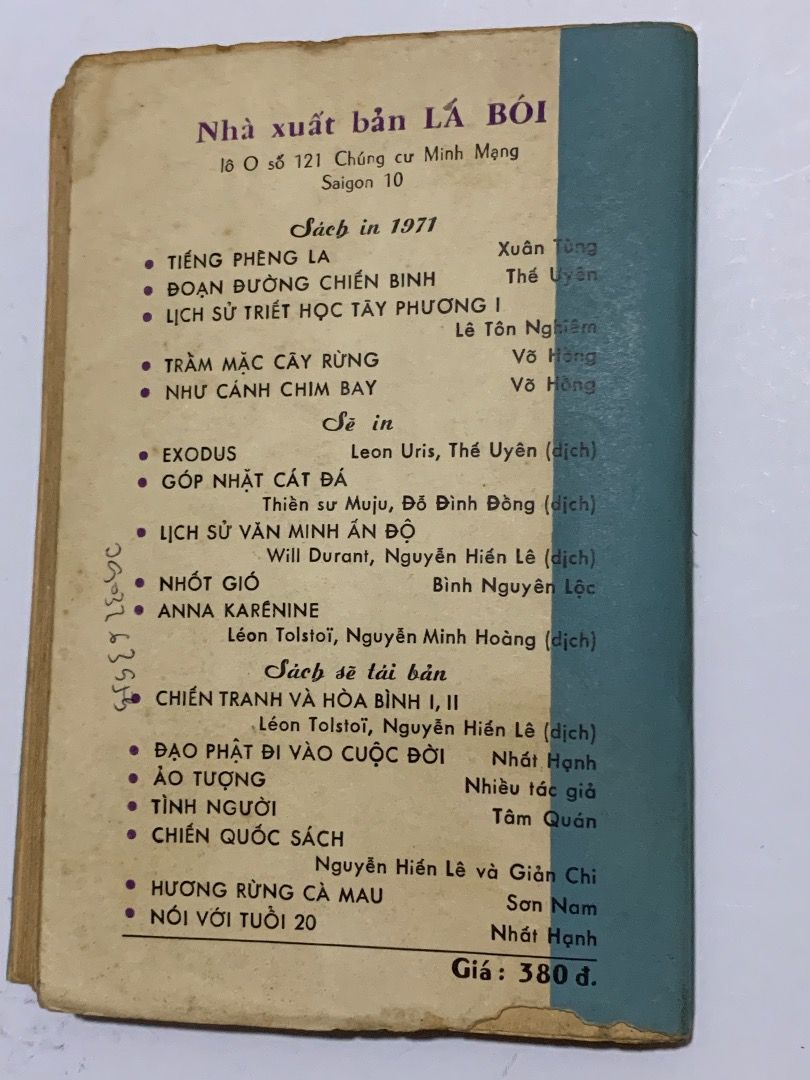 Nhà xuất bản LÁ BÓI
lô O số 121 Chúng cư Minh Mạng
Saigon 10
Sách in 1971
• TIẾNG PHÈNG LA Xuân Tùng
• ĐOẠN ĐƯỜNG CHIẾN BINH Thế Uyên
• LỊCH SỬ TRIẾT HỌC TÂY PHƯƠNG I
Lê Tôn Nghiêm
• TRẦM MẶC CÂY RỪNG Võ Hồng
• NHƯ CÁNH CHIM BAY Võ Hồng
Sẽ in
• EXODUS Leon Uris, Thế Uyên (dịch)
• GÓP NHẶT CÁT ĐÁ
Thiền sư Muju, Đỗ Đình Đồng (dịch)
• LỊCH SỬ VĂN MINH ẤN ĐỘ
Will Durant, Nguyễn Hiến Lê (dịch)
• NHỐT GIÓ Bình Nguyên Lộc
• ANNA KARÊNINE
Léon Tolstoï, Nguyễn Minh Hoàng (dịch)
Sách sẽ tái bản
• CHIẾN TRANH VÀ HÒA BÌNH I, II
Léon Tolstoï, Nguyễn Hiến Lê (dịch)
• ĐẠO PHẬT ĐI VÀO CUỘC ĐỜI Nhất Hạnh
• ẢO TƯỢNG Nhiều tác giả
• TÌNH NGƯỜI Tâm Quán
• CHIẾN QUỐC SÁCH
Nguyễn Hiến Lê và Giản Chi
• HƯƠNG RỪNG CÀ MAU Sơn Nam
• NÓI VỚI TUỔI 20 Nhất Hạnh
Giá : 380 đ.